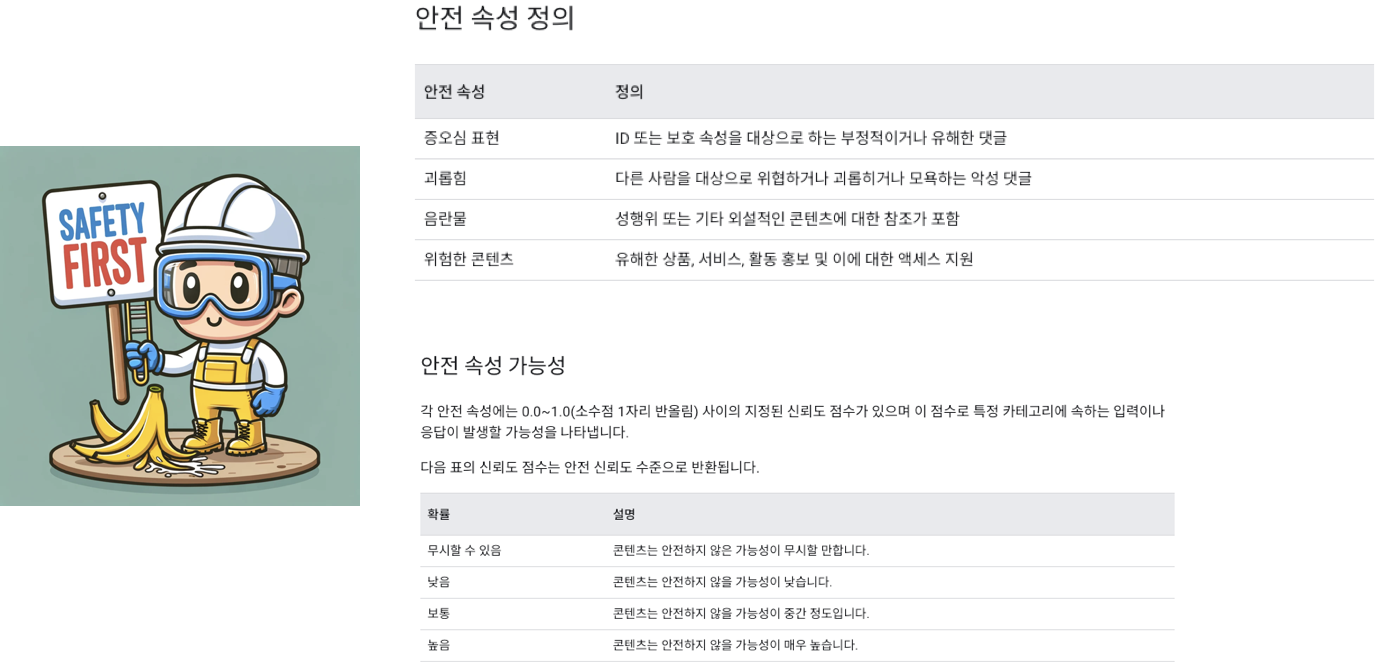 안전 속성 정의
안전 속성 정의
증오심 표현 ID 또는 보호 속성을 대상으로 하는 부정적이거나 유해한 댓글
괴롭힘 다른 사람을 대상으로 위협하거나 괴롭히거나 모욕하는 악성 댓글
음란물 성행위 또는 기타 외설적인 콘텐츠에 대한 참조가 포함
위험한 콘텐츠 유해한 상품, 서비스, 활동 홍보 및 이에 대한 액세스 지원
SAFETY
FIRST
안전 속성 가능성
각 안전 속성에는 0.0~1.0(소수점 1자리 반올림) 사이의 지정된 신뢰도 점수가 있으며 이 점수로 특정 카테고리에 속하는 입력이나
응답이 발생할 가능성을 나타냅니다.
다음 표의 신뢰도 점수는 안전 신뢰도 수준으로 반환됩니다.
확률 설명
무시할 수 있음 콘텐츠는 안전하지 않은 가능성이 무시할 만합니다.
낮음 콘텐츠는 안전하지 않을 가능성이 낮습니다.
보통 콘텐츠는 안전하지 않을 가능성이 중간 정도입니다.
높음 콘텐츠는 안전하지 않을 가능성이 매우 높습니다.